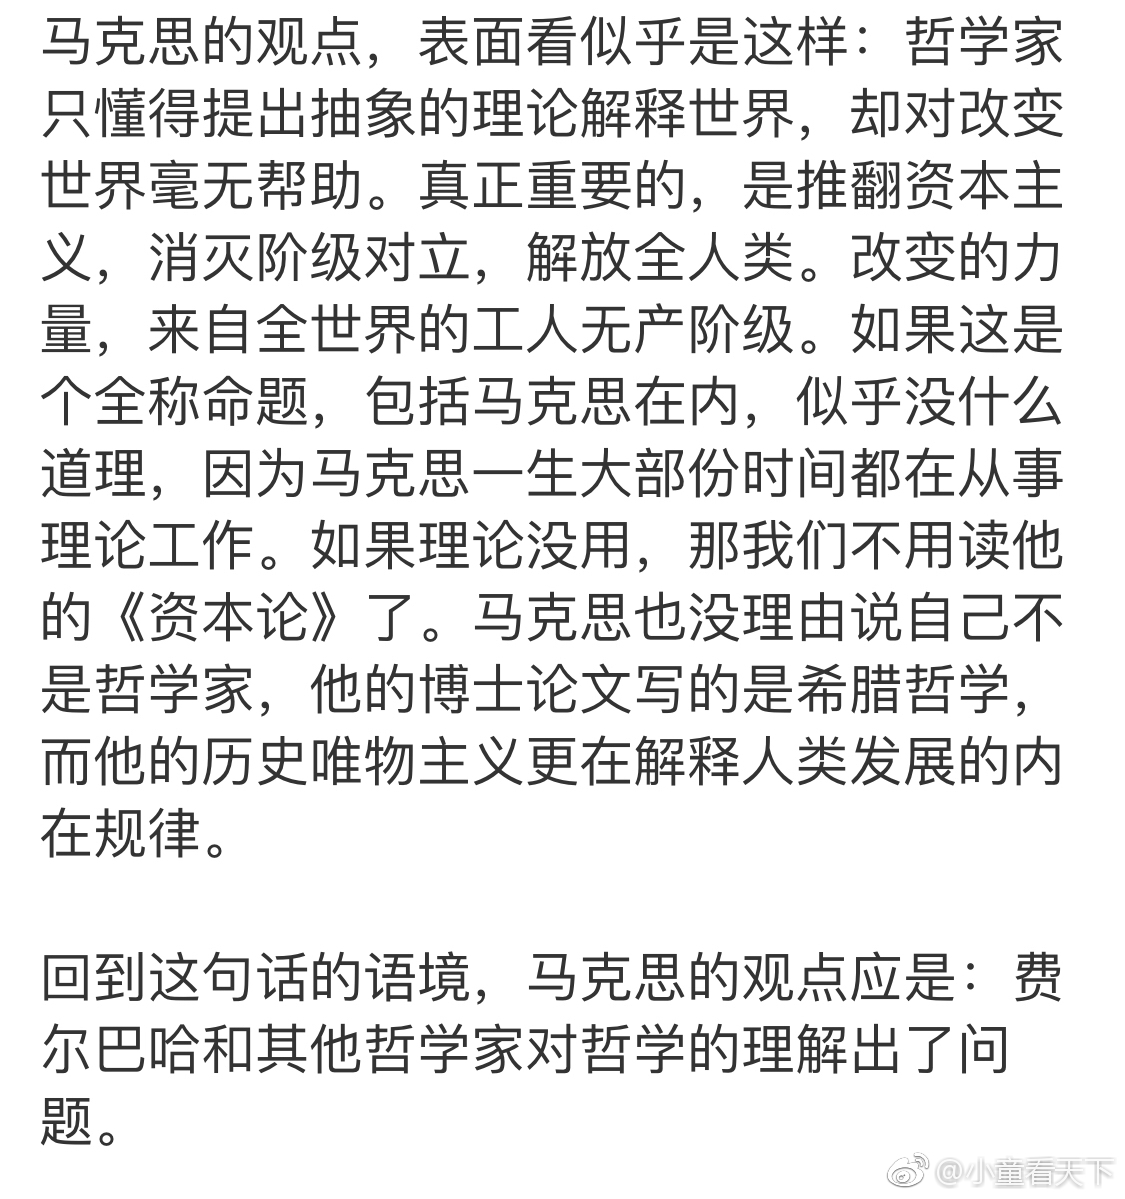 马克思的观点，表面看似乎是这样：哲学家
只懂得提出抽象的理论解释世界，却对改变
世界毫无帮助。真正重要的，是推翻资本主
义，消灭阶级对立，解放全人类。改变的力
量，来自全世界的工人无产阶级。如果这是
个全称命题，包括马克思在内，似乎没什么
道理，因为马克思一生大部份时间都在从事
理论工作。如果理论没用，那我们不用读他
的《资本论》了。马克思也没理由说自己不
是哲学家，他的博士论文写的是希腊哲学，
而他的历史唯物主义更在解释人类发展的内
在规律。
回到这句话的语境，马克思的观点应是：费
尔巴哈和其他哲学家对哲学的理解出了问
题。
@小童看天下